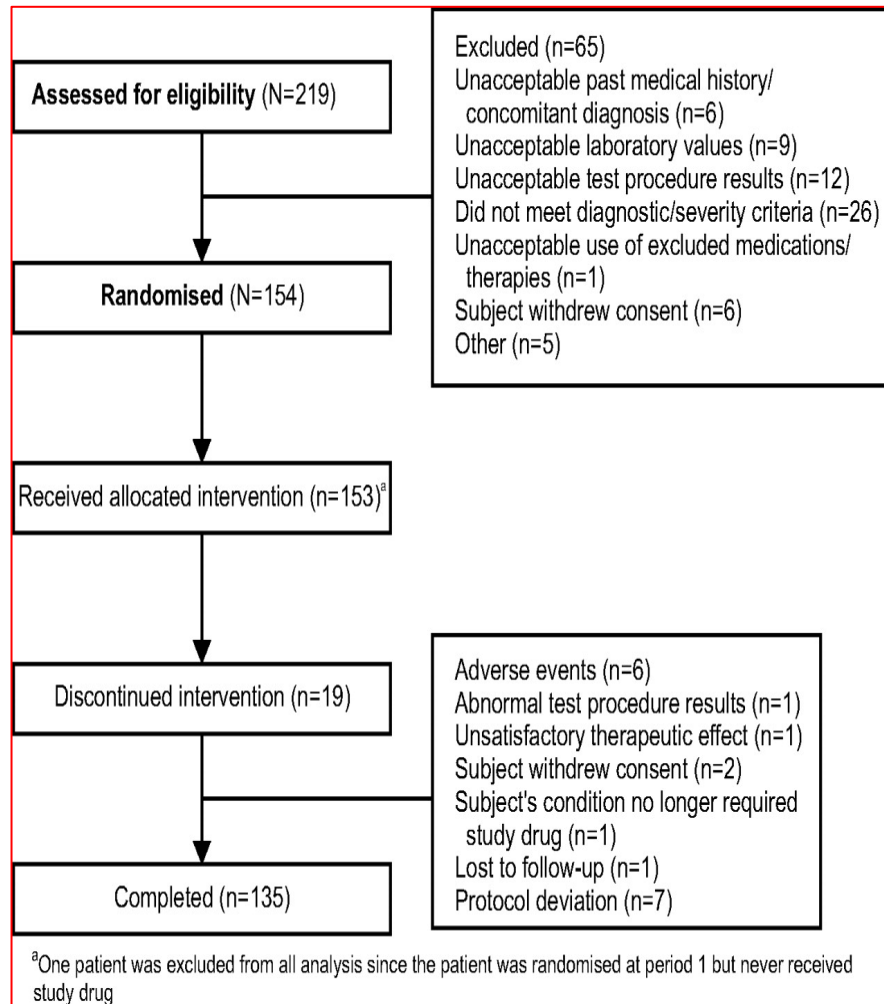 Assessed for eligibility (N=219)
Excluded (n=65)
Unacceptable past medical history/
concomitant diagnosis (n=6)
Unacceptable laboratory values (n=9)
Unacceptable test procedure results (n=12)
Did not meet diagnostic/severity criteria (n=26)
Unacceptable use of excluded medications/
therapies (n=1)
Subject withdrew consent (n=6)
Other (n=5)
Randomised (N=154)
Received allocated intervention (n=153)a
Discontinued intervention (n=19)
Adverse events (n=6)
Abnormal test procedure results (n=1)
Unsatisfactory therapeutic effect (n=1)
Subject withdrew consent (n=2)
Subject's condition no longer required
study drug (n=1)
Lost to follow-up (n=1)
Protocol deviation (n=7)
Completed (n=135)
aOne patient was excluded from all analysis since the patient was randomised at period 1 but never received
study drug